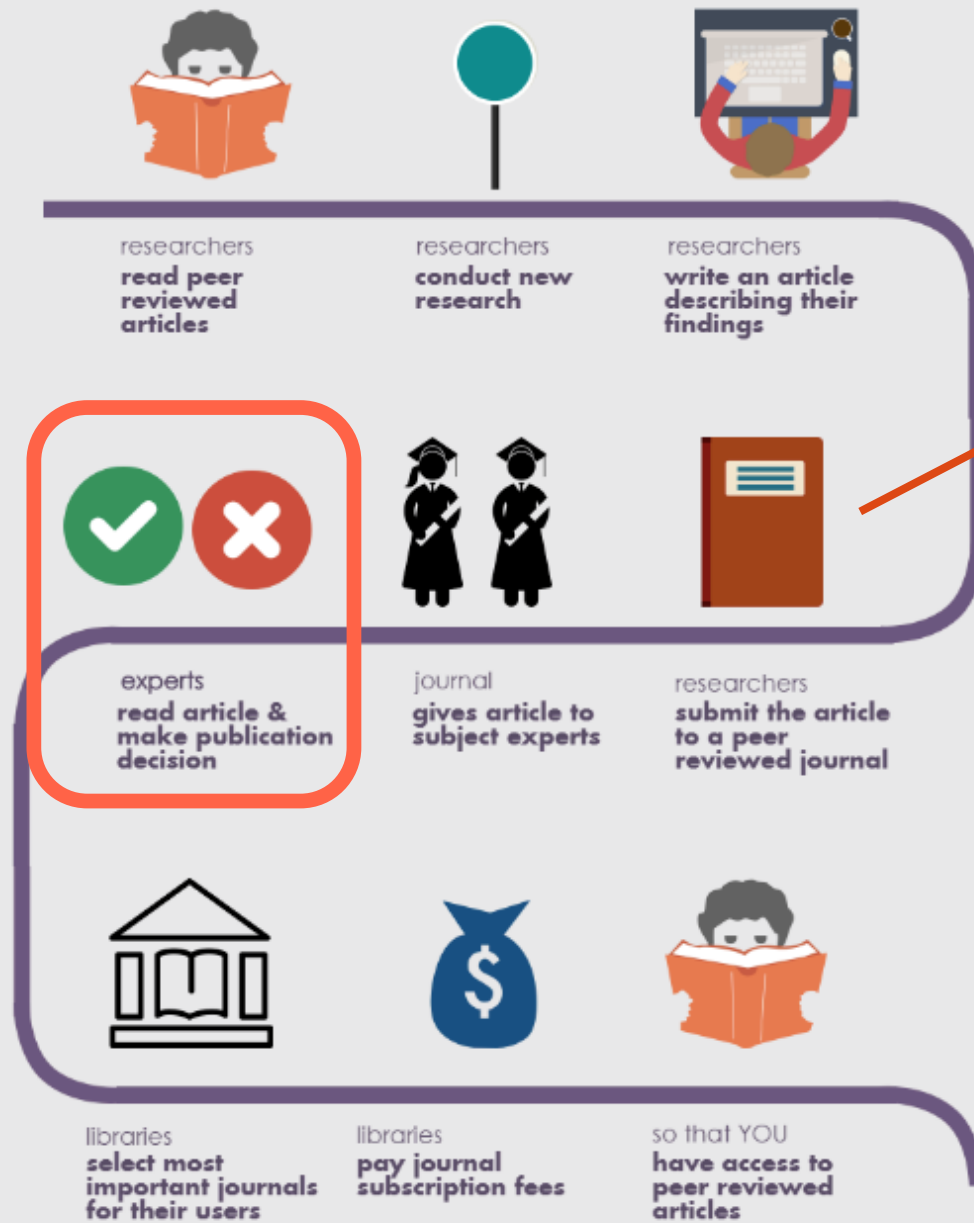 researchers
read peer
reviewed
articles
researchers
conduct new
research
researchers
write an article
describing their
findings
experts
read article &
make publication
decision
journal
gives article to
subject experts
researchers
submit the article
to a peer
reviewed journal
$
libraries
select most
important journals
for their users
libraries
pay journal
subscription fees
so that YOU
have access to
peer reviewed
articles